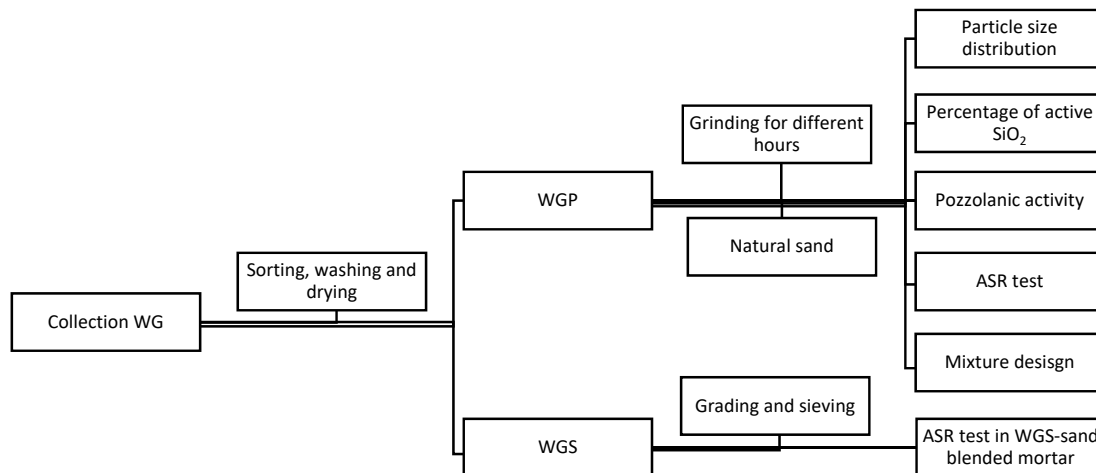 Collection WG
Sorting, washing and
drying
WGP
Grinding for different
hours
Natural sand
Particle size
distribution
Percentage of active
SiO₂
Pozzolanic activity
ASR test
Mixture desisgn
WGS
Grading and sieving
ASR test in WGS-sand
blended mortar